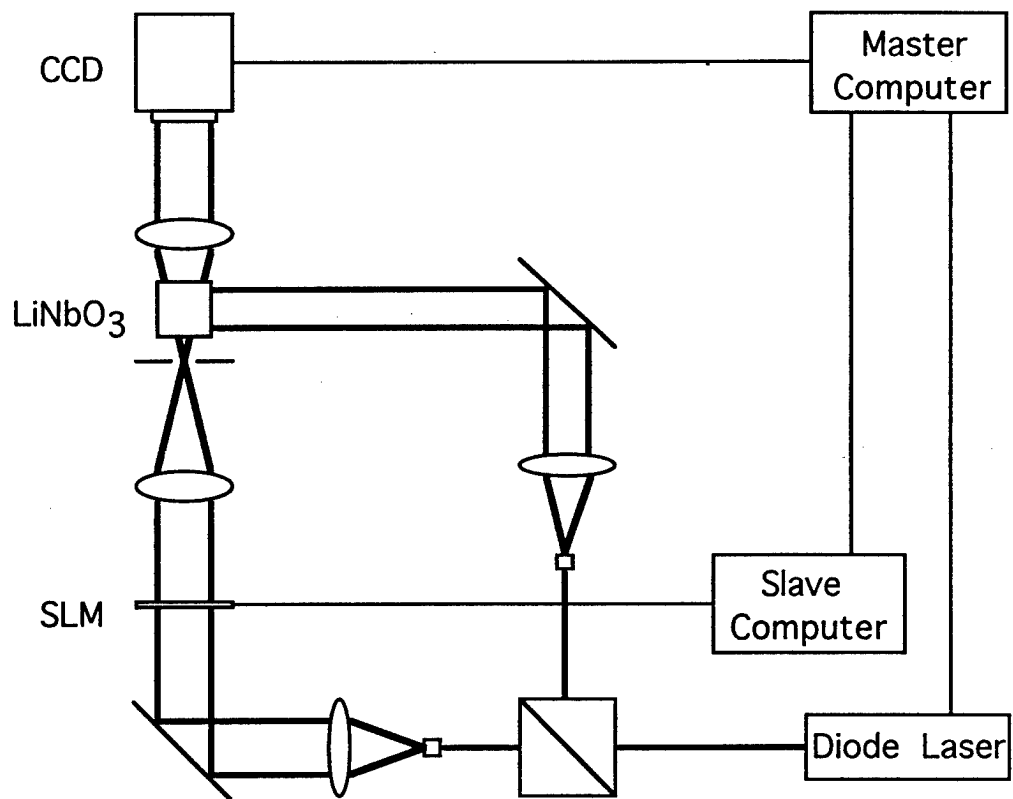 CCD
Master
Computer
LiNbO3
SLM
Slave
Computer
Diode Laser